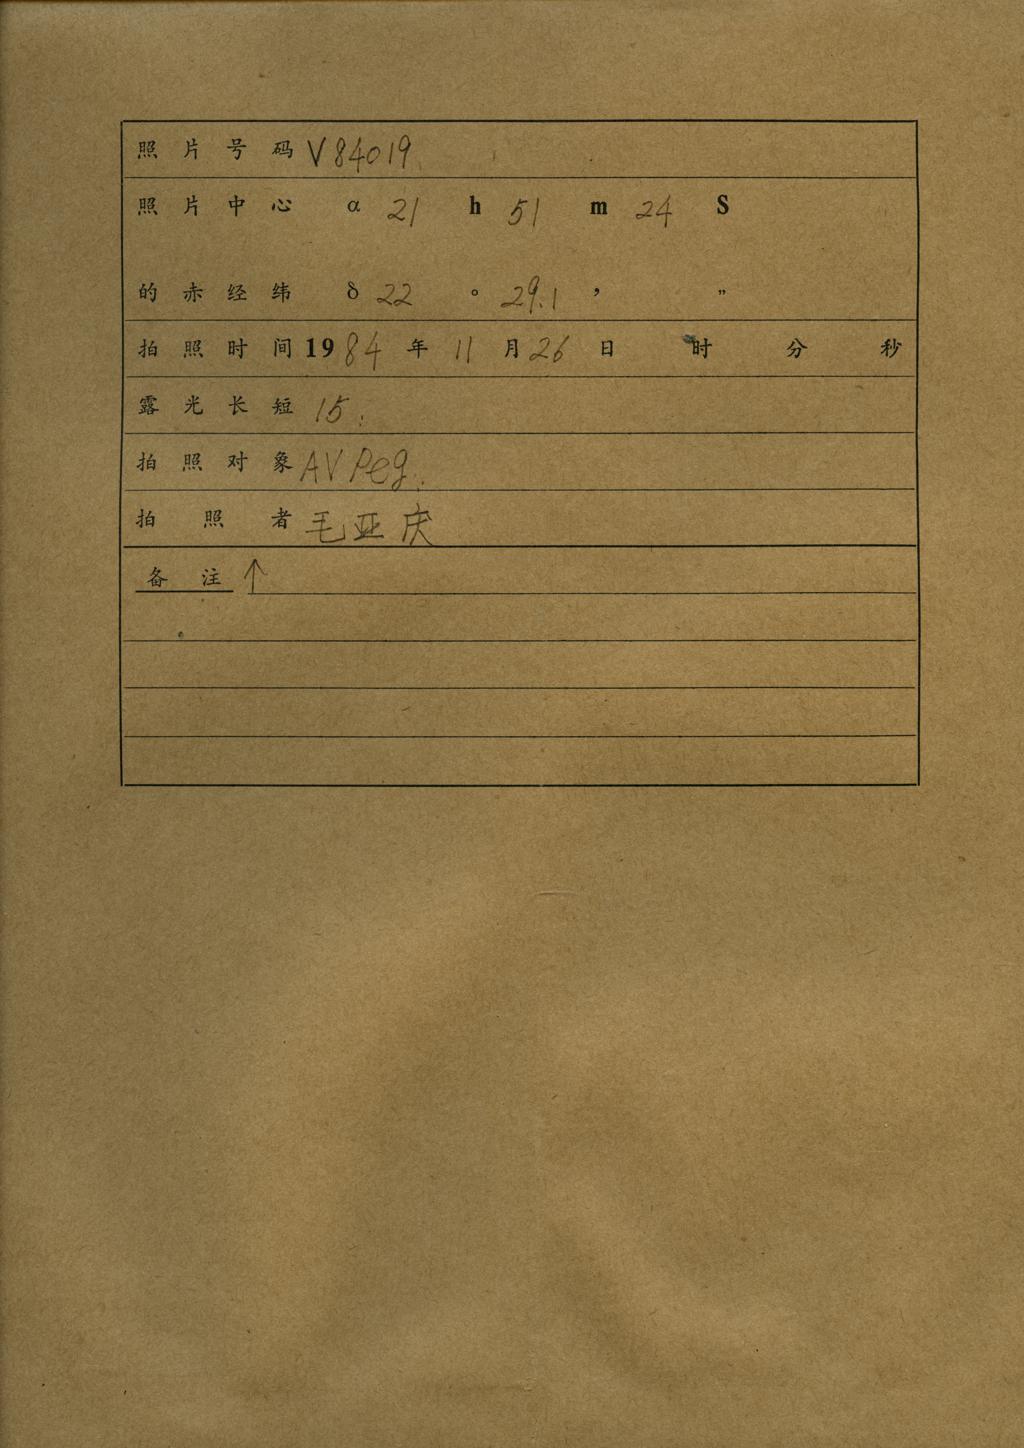 照片号码 V84019
照片中心 α 21 h 51 m 24 S
的赤经纬 δ 22 ° 29.1 ′ ″
拍照时间 1984 年 11 月 26 日 时 分 秒
露光长短 15.
拍照对象 AV Peg.
拍照者 毛亚庆
备注 ↑